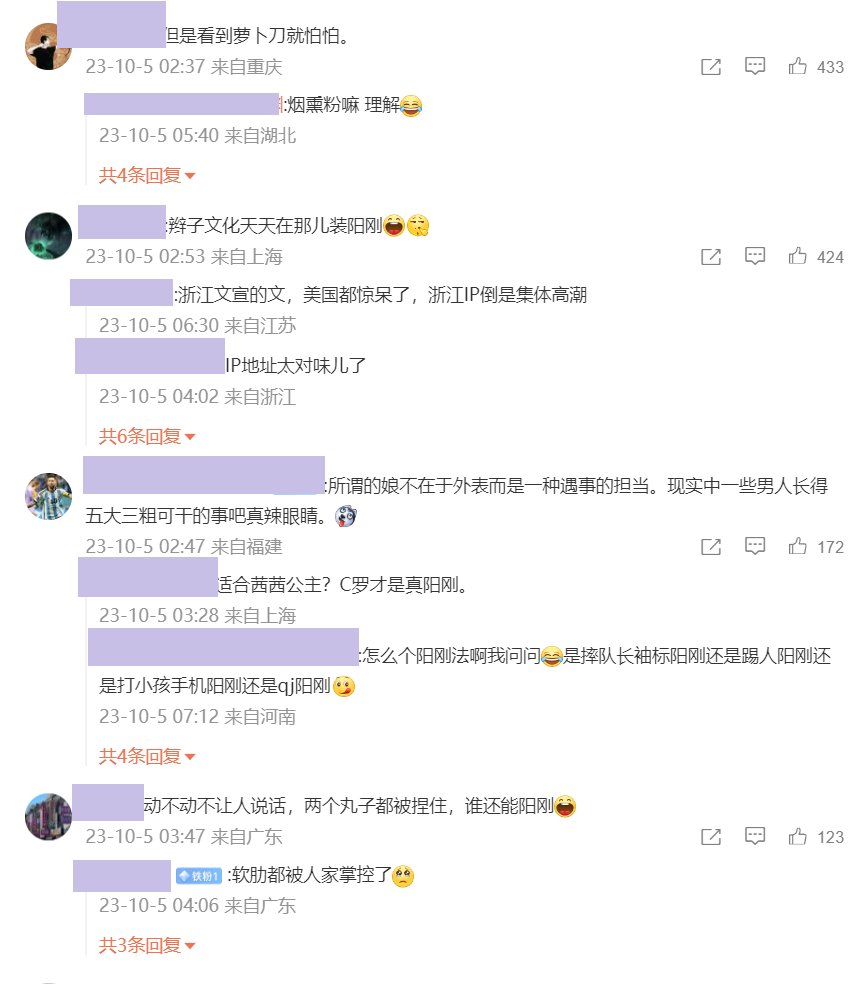 但是看到萝卜刀就怕怕。
23-10-5 02:37 来自重庆
433
:烟熏粉嘛 理解😂
23-10-5 05:40 来自湖北
共4条回复
:辫子文化天天在那儿装阳刚
23-10-5 02:53 来自上海
424
:浙江文宣的文，美国都惊呆了，浙江IP倒是集体高潮
23-10-5 06:30 来自江苏
IP地址太对味儿了
23-10-5 04:02 来自浙江
共6条回复
:所谓的娘不在于外表而是一种遇事的担当。现实中一些男人长得
五大三粗可干的事吧真辣眼睛。
23-10-5 02:47 来自福建
172
适合茜茜公主？C罗才是真阳刚。
23-10-5 03:28 来自上海
:怎么个阳刚法啊我问问😂是摔队长袖标阳刚还是踢人阳刚还
是打小孩手机阳刚还是qj阳刚
23-10-5 07:12 来自河南
共4条回复
动不动不让人说话，两个丸子都被捏住，谁还能阳刚
23-10-5 03:47 来自广东
123
铁粉1 :软肋都被人家掌控了🥺
23-10-5 04:06 来自广东
共3条回复